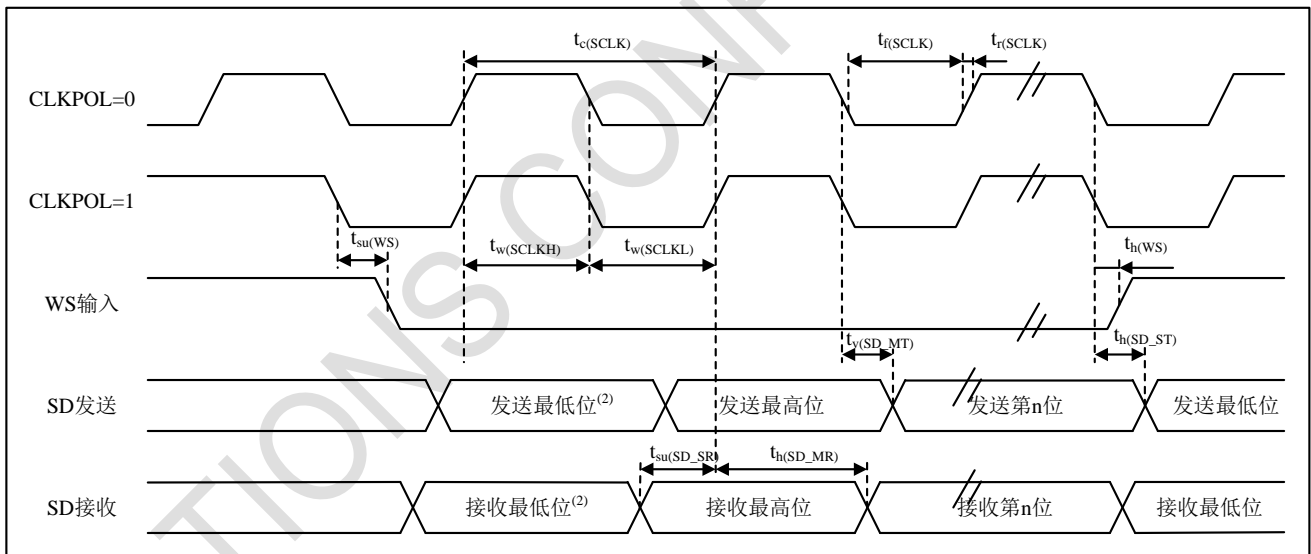 tc(SCLK) tf(SCLK) tr(SCLK)
CLKPOL=0
CLKPOL=1
tsu(WS) tw(SCLKH) tw(SCLKL) th(WS)
WS输入
tv(SD_MT) th(SD_ST)
SD发送 发送最低位(2) 发送最高位 发送第n位 发送最低位
tsu(SD_SR) th(SD_MR)
SD接收 接收最低位(2) 接收最高位 接收第n位 接收最低位
TIONS CON